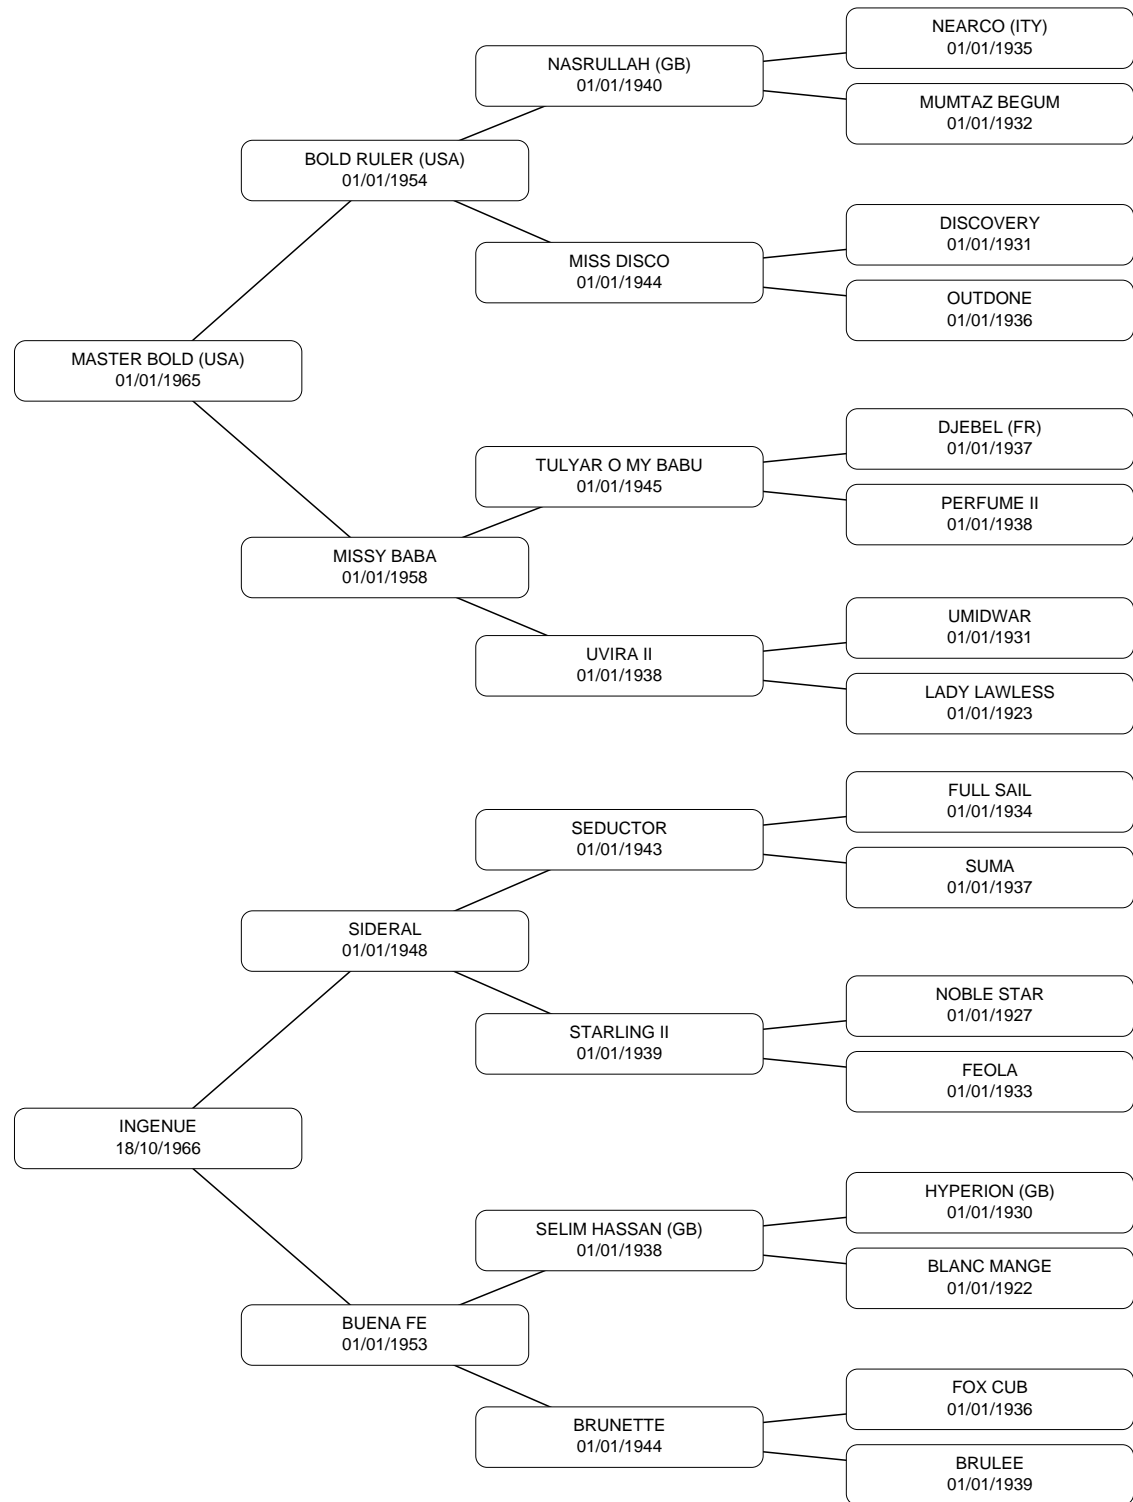 NEARCO (ITY)
01/01/1935
NASRULLAH (GB)
01/01/1940
MUMTAZ BEGUM
01/01/1932
BOLD RULER (USA)
01/01/1954
DISCOVERY
01/01/1931
MISS DISCO
01/01/1944
OUTDONE
01/01/1936
MASTER BOLD (USA)
01/01/1965
DJEBEL (FR)
01/01/1937
TULYAR O MY BABU
01/01/1945
PERFUME II
01/01/1938
MISSY BABA
01/01/1958
UMIDWAR
01/01/1931
UVIRA II
01/01/1938
LADY LAWLESS
01/01/1923
FULL SAIL
01/01/1934
SEDUCTOR
01/01/1943
SUMA
01/01/1937
SIDERAL
01/01/1948
NOBLE STAR
01/01/1927
STARLING II
01/01/1939
FEOLA
01/01/1933
INGENUE
18/10/1966
HYPERION (GB)
01/01/1930
SELIM HASSAN (GB)
01/01/1938
BLANC MANGE
01/01/1922
BUENA FE
01/01/1953
FOX CUB
01/01/1936
BRUNETTE
01/01/1944
BRULEE
01/01/1939